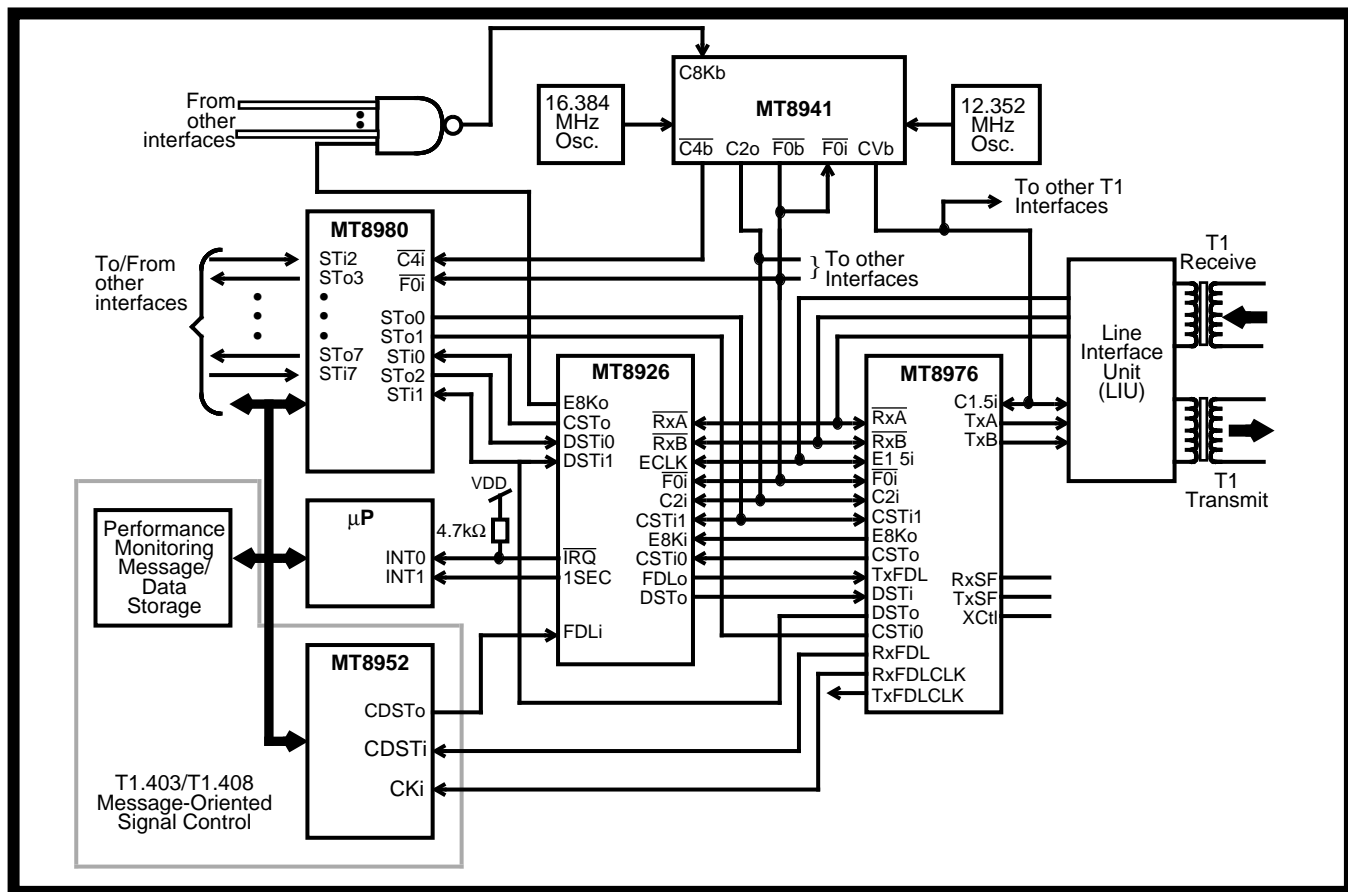 C8Kb
MT8941
C4b C2o F0b F0i CVb
16.384
MHz
Osc.
12.352
MHz
Osc.
From
other
interfaces
To other T1
Interfaces
To other
Interfaces
MT8980
STi2
STo3
STo7
STi7
C4i
F0i
STo0
STo1
STi0
STo2
STi1
To/From
other
interfaces
MT8926
E8Ko
CSTo
DSTi0
DSTi1
IRQ
1SEC
FDLi
RxA
RxB
ECLK
F0i
C2i
CSTi1
E8Ki
CSTi0
FDLo
DSTo
MT8976
RxA
RxB
E1 5i
F0i
C2i
CSTi1
E8Ko
CSTo
TxFDL
DSTi
DSTo
CSTi0
RxFDL
RxFDLCLK
TxFDLCLK
C1.5i
TxA
TxB
RxSF
TxSF
XCtl
Line
Interface
Unit
(LIU)
T1
Receive
T1
Transmit
VDD
4.7kΩ
µP
INT0
INT1
Performance
Monitoring
Message/
Data
Storage
MT8952
CDSTo
CDSTi
CKi
T1.403/T1.408
Message-Oriented
Signal Control